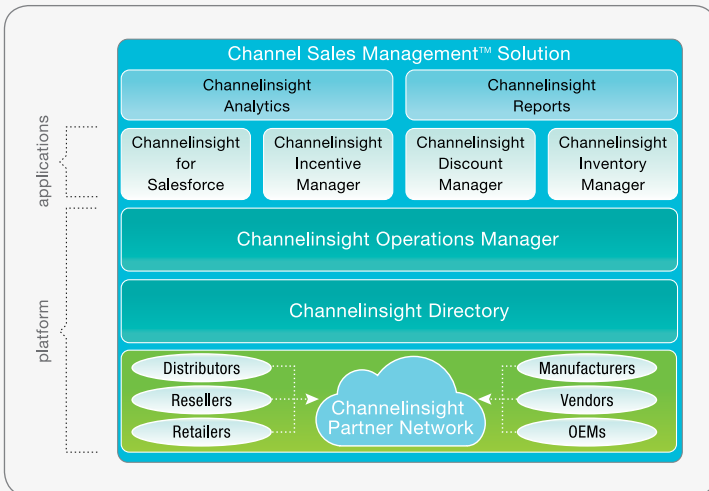 Channel Sales Management™ Solution
Channelinsight
Analytics
Channelinsight
Reports
applications
Channelinsight
for
Salesforce
Channelinsight
Incentive
Manager
Channelinsight
Discount
Manager
Channelinsight
Inventory
Manager
platform
Channelinsight Operations Manager
Channelinsight Directory
Distributors
Resellers
Retailers
Channelinsight
Partner Network
Manufacturers
Vendors
OEMs